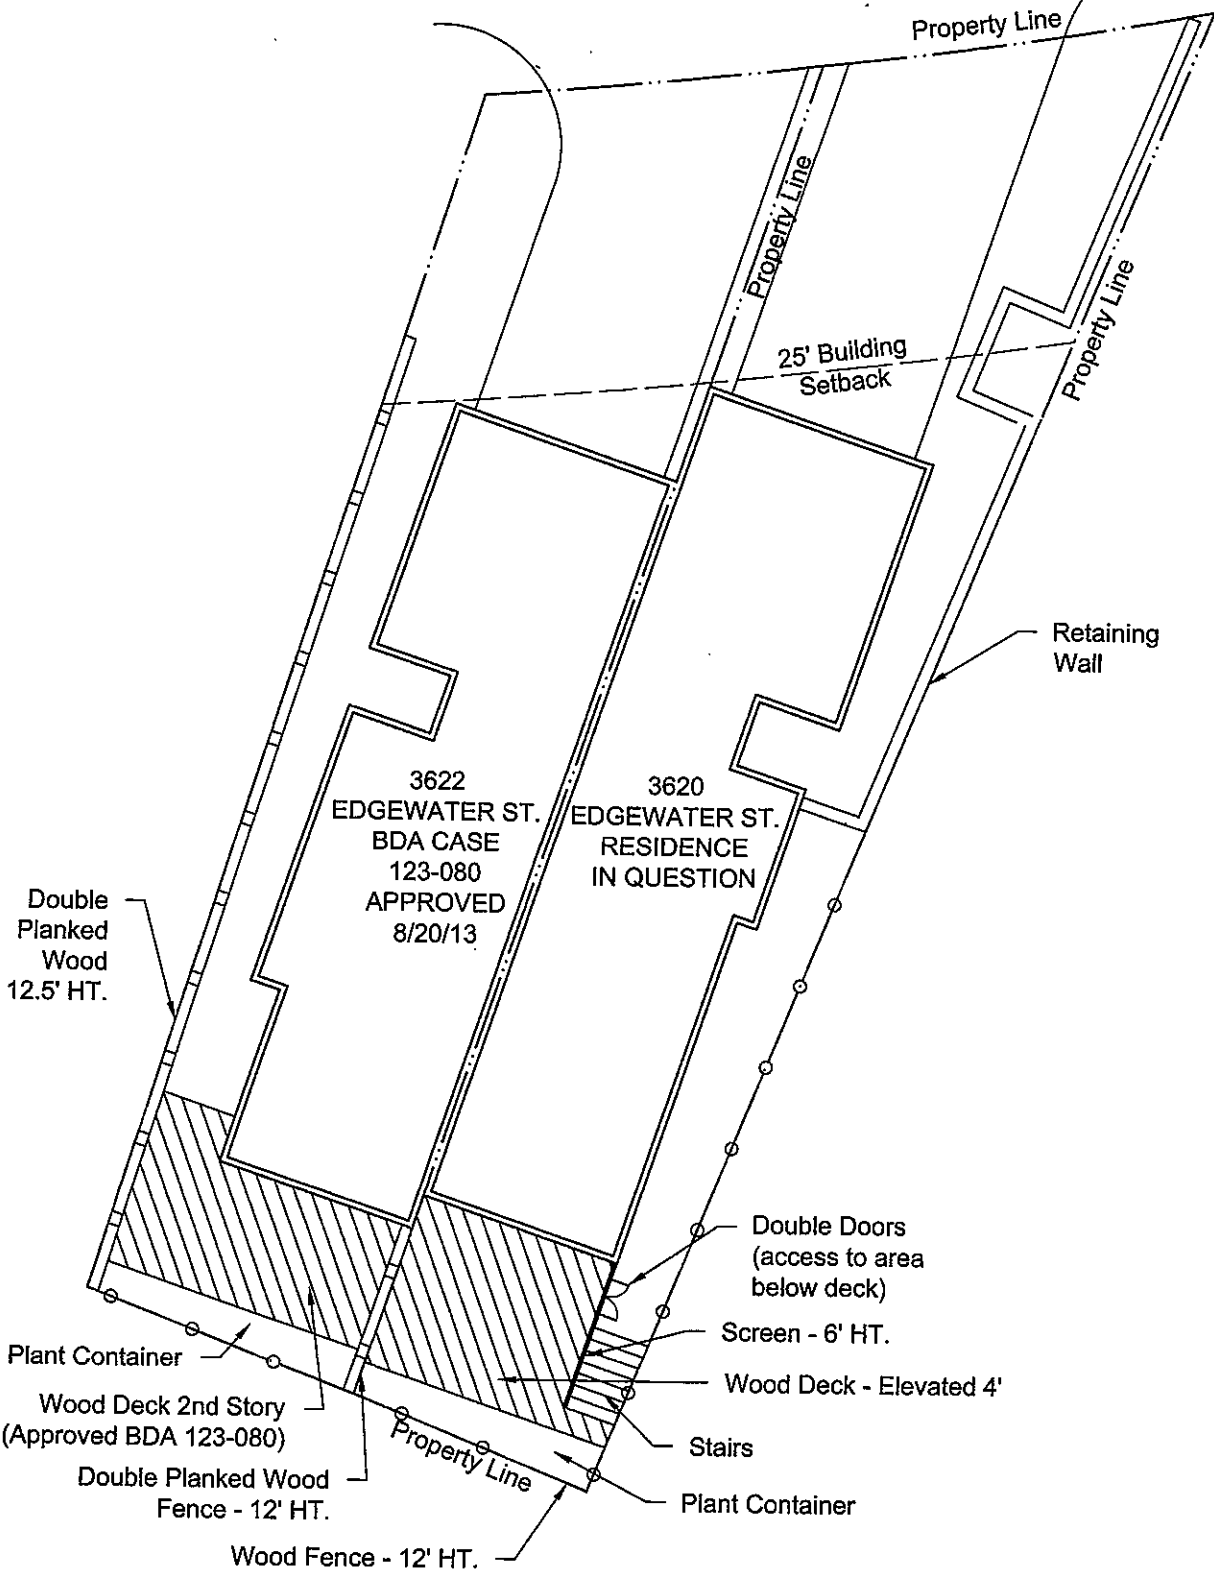 Property Line
Property Line
Property Line
25' Building
Setback
Retaining
Wall
3622
EDGEWATER ST.
BDA CASE
123-080
APPROVED
8/20/13
3620
EDGEWATER ST.
RESIDENCE
IN QUESTION
Double
Planked
Wood
12.5' HT.
Double Doors
(access to area
below deck)
Screen - 6' HT.
Plant Container
Wood Deck - Elevated 4'
Wood Deck 2nd Story
(Approved BDA 123-080)
Property Line
Stairs
Double Planked Wood
Fence - 12' HT.
Plant Container
Wood Fence - 12' HT.